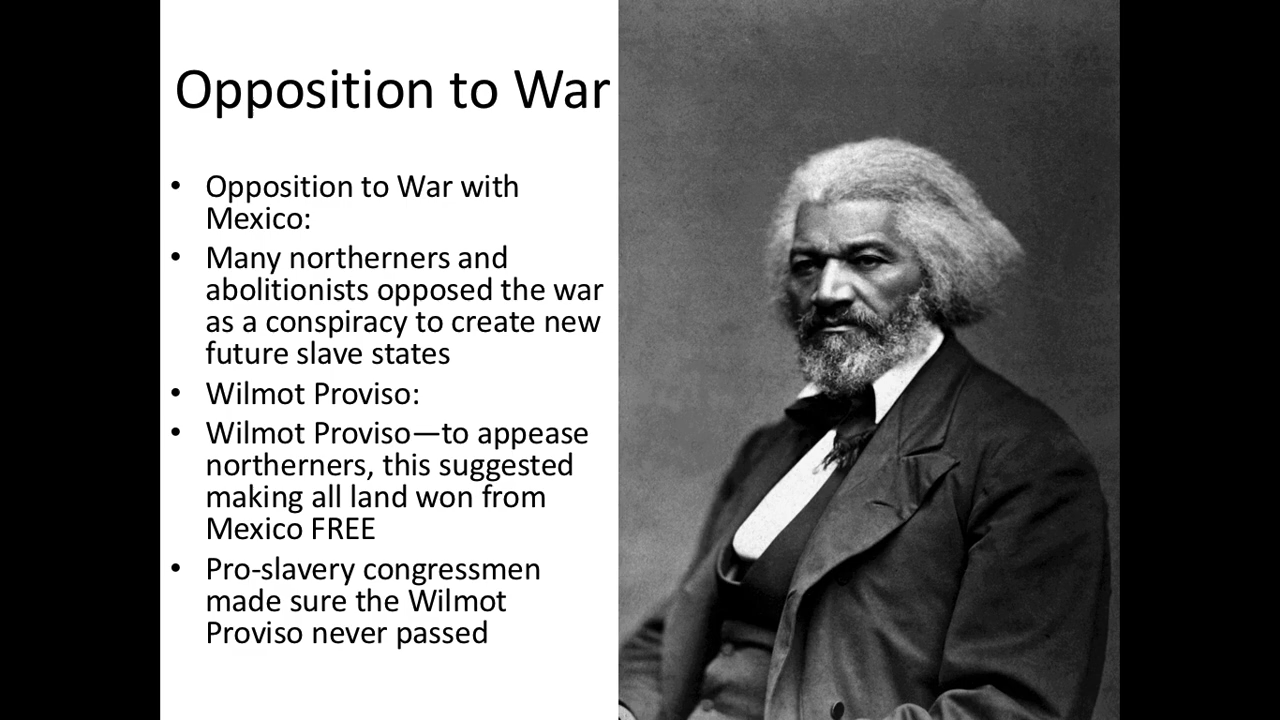 Opposition to War
• Opposition to War with
Mexico:
• Many northerners and
abolitionists opposed the war
as a conspiracy to create new
future slave states
• Wilmot Proviso:
• Wilmot Proviso—to appease
northerners, this suggested
making all land won from
Mexico FREE
• Pro-slavery congressmen
made sure the Wilmot
Proviso never passed